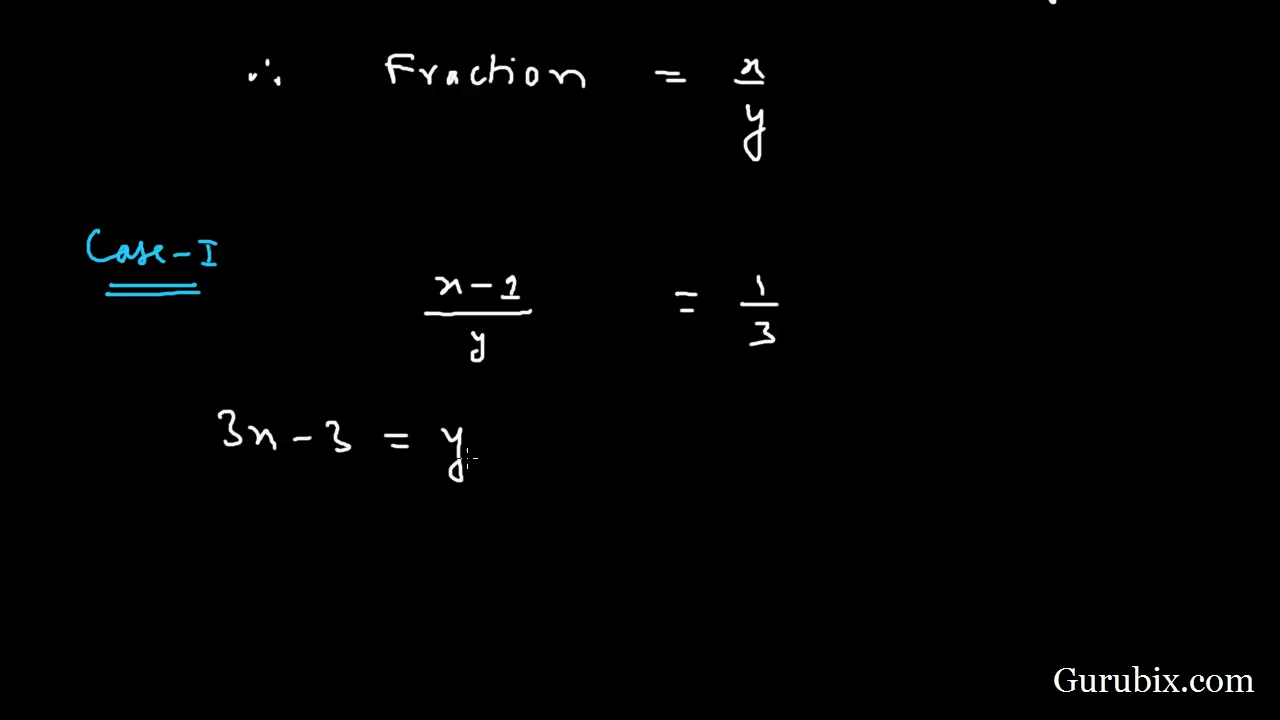 ∴ Fraction = x/y
Case-I
(x-1)/y = 1/3
3x-3 = y
Gurubix.com